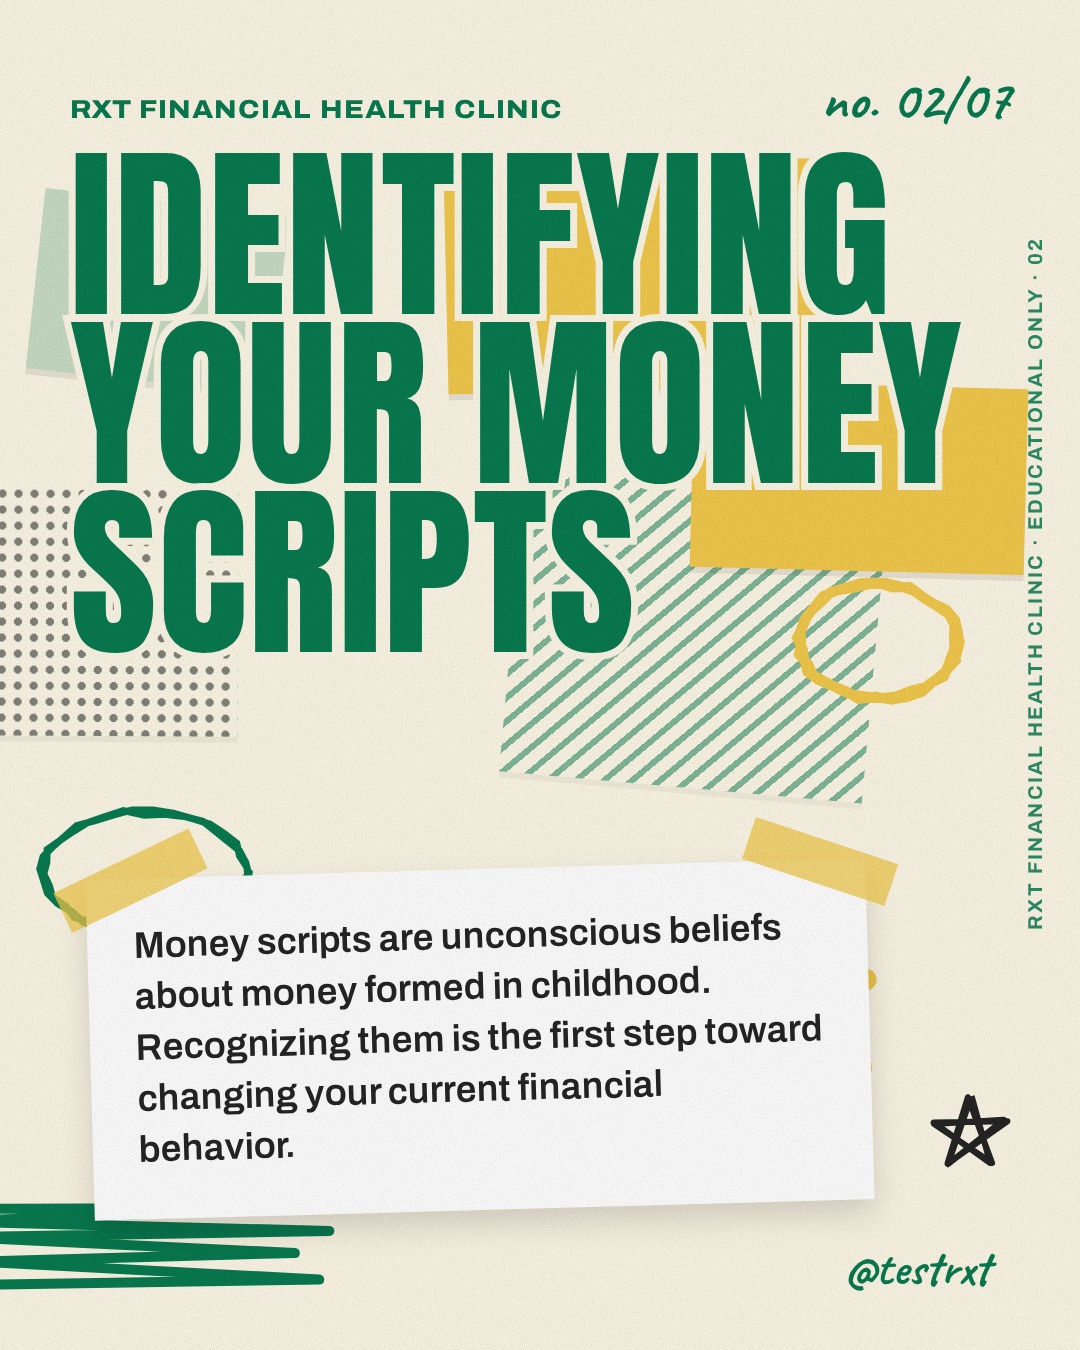 RXT FINANCIAL HEALTH CLINIC
no. 02/07
IDENTIFYING
YOUR MONEY
SCRIPTS
RXT FINANCIAL HEALTH CLINIC · EDUCATIONAL ONLY · 02
Money scripts are unconscious beliefs
about money formed in childhood.
Recognizing them is the first step toward
changing your current financial
behavior.
@testrxt